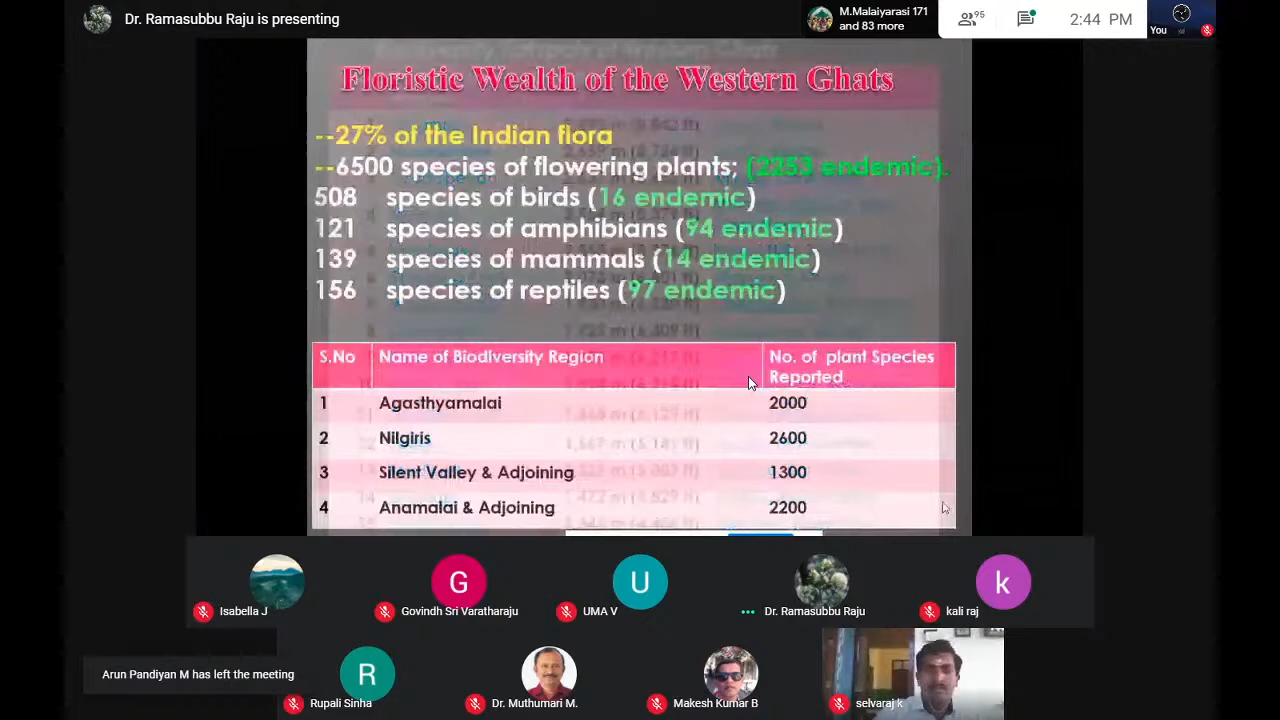 Dr. Ramasubbu Raju is presenting
M.Malaiyarasi 171
and 83 more
95
2:44 PM
You
Floristic Wealth of the Western Ghats
--27% of the Indian flora
--6500 species of flowering plants; (2253 endemic).
508 species of birds (16 endemic)
121 species of amphibians (94 endemic)
139 species of mammals (14 endemic)
156 species of reptiles (97 endemic)
S.No Name of Biodiversity Region No. of plant Species
Reported
1 Agasthyamalai 2000
2 Nilgiris 2600
3 Silent Valley & Adjoining 1300
4 Anamalai & Adjoining 2200
G U k
Isabella J Govindh Sri Varatharaju UMA V Dr. Ramasubbu Raju kali raj
Arun Pandiyan M has left the meeting
R
Rupali Sinha Dr. Muthumari M. Makesh Kumar B selvaraj k